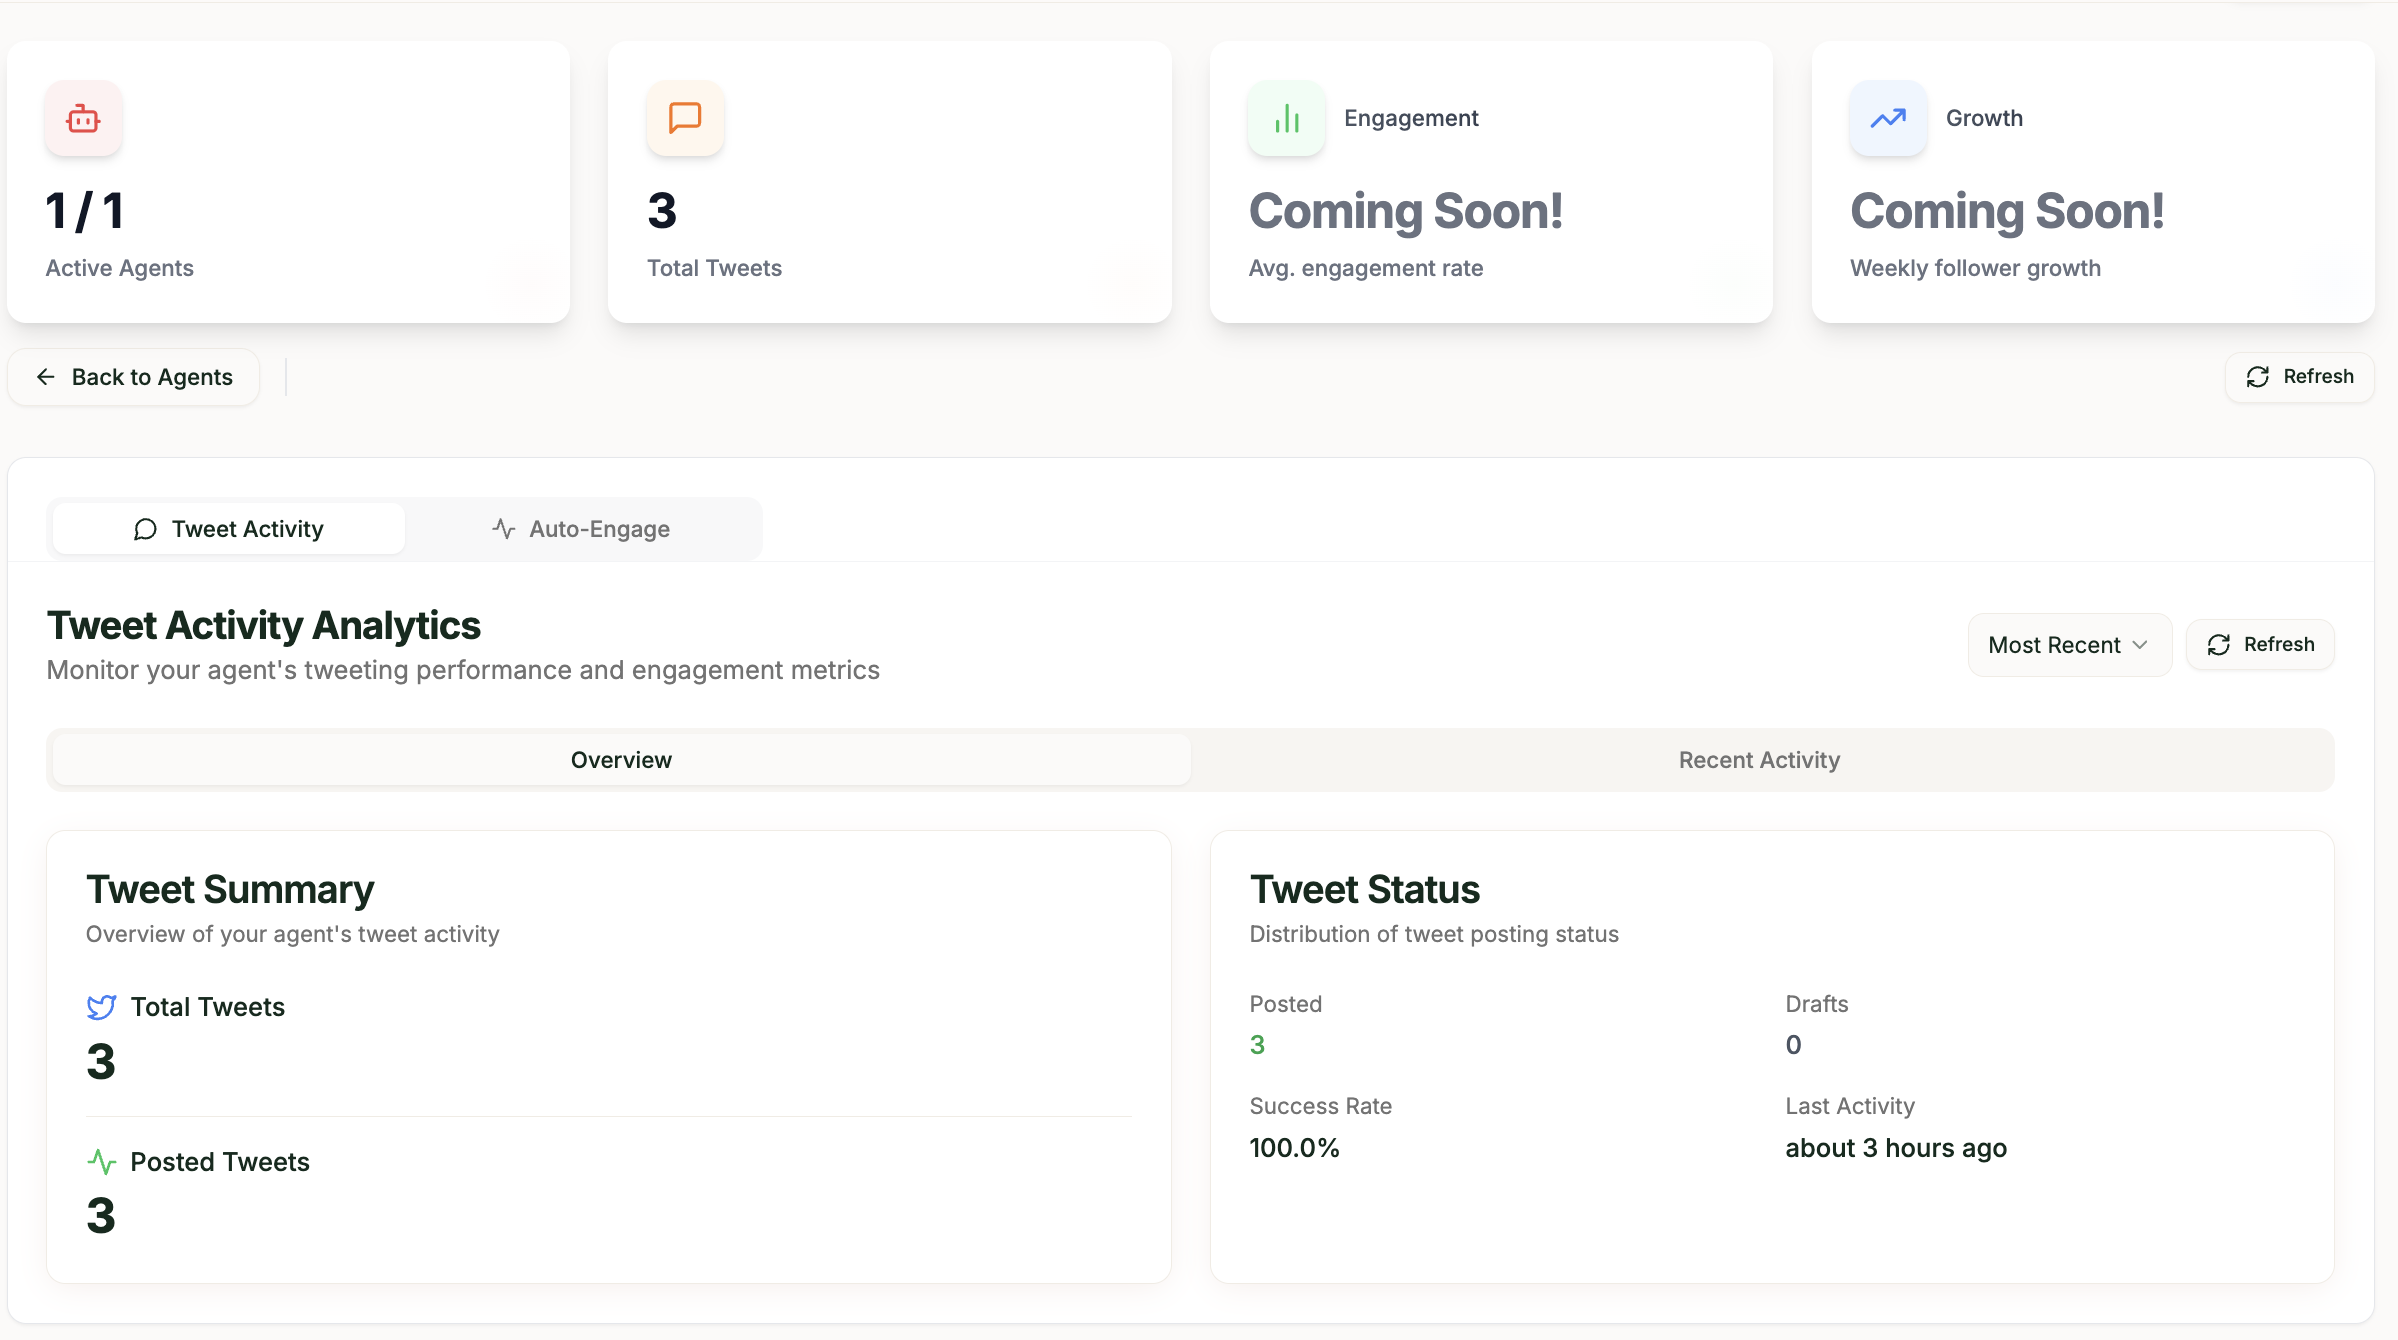 1 / 1
Active Agents
3
Total Tweets
Engagement
Coming Soon!
Avg. engagement rate
Growth
Coming Soon!
Weekly follower growth
Back to Agents
Refresh
Tweet Activity
Auto-Engage
Tweet Activity Analytics
Monitor your agent's tweeting performance and engagement metrics
Most Recent
Refresh
Overview
Recent Activity
Tweet Summary
Overview of your agent's tweet activity
Total Tweets
3
Posted Tweets
3
Tweet Status
Distribution of tweet posting status
Posted
3
Drafts
0
Success Rate
100.0%
Last Activity
about 3 hours ago